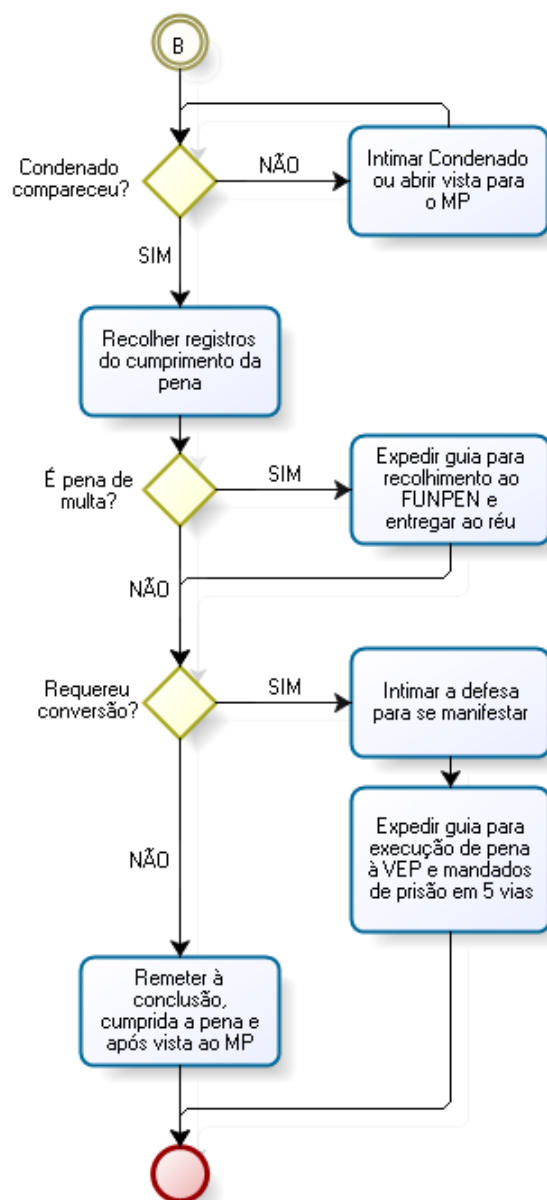 B
Condenado
compareceu?
NÃO
Intimar Condenado
ou abrir vista para
o MP
SIM
Recolher registros
do cumprimento da
pena
É pena de
multa?
SIM
Expedir guia para
recolhimento ao
FUNPEN e
entregar ao réu
NÃO
Requereu
conversão?
SIM
Intimar a defesa
para se manifestar
Expedir guia para
execução de pena
à VEP e mandados
de prisão em 5 vias
NÃO
Remeter à
conclusão,
cumprida a pena e
após vista ao MP